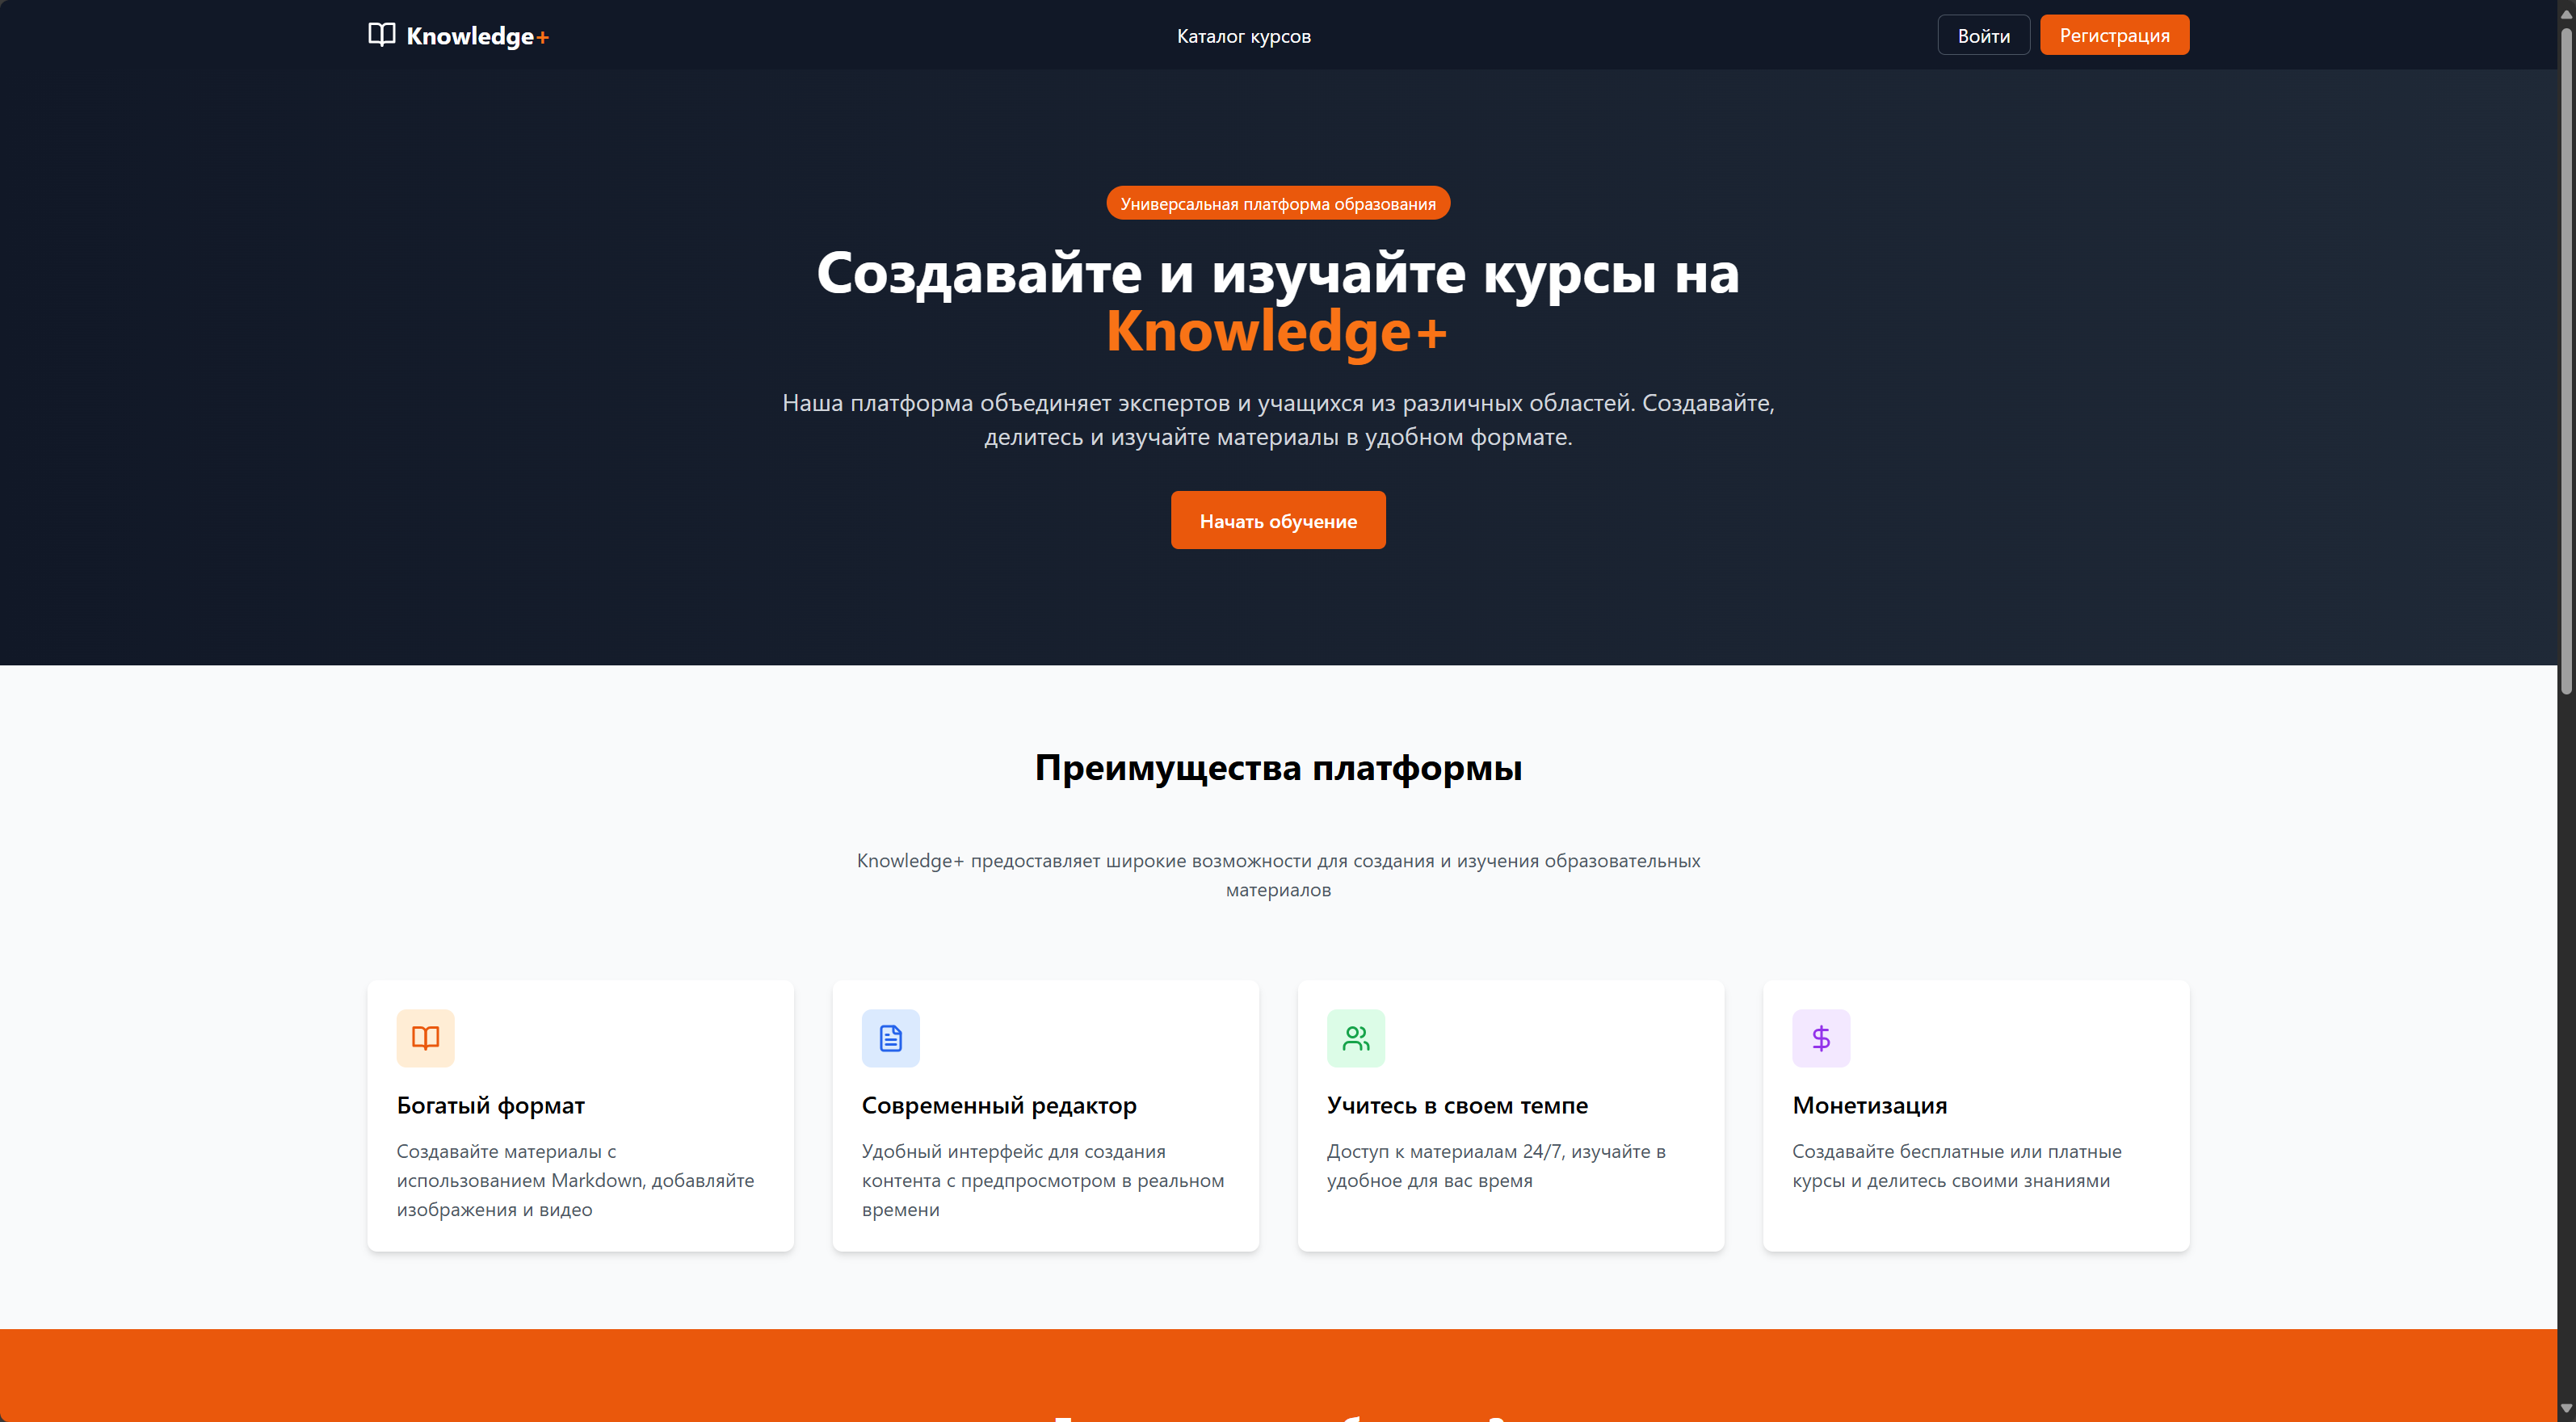 Knowledge+
Каталог курсов
Войти
Регистрация
Универсальная платформа образования
Создавайте и изучайте курсы на
Knowledge+
Наша платформа объединяет экспертов и учащихся из различных областей. Создавайте,
делитесь и изучайте материалы в удобном формате.
Начать обучение
Преимущества платформы
Knowledge+ предоставляет широкие возможности для создания и изучения образовательных
материалов
Богатый формат
Создавайте материалы с
использованием Markdown, добавляйте
изображения и видео
Современный редактор
Удобный интерфейс для создания
контента с предпросмотром в реальном
времени
Учитесь в своем темпе
Доступ к материалам 24/7, изучайте в
удобное для вас время
Монетизация
Создавайте бесплатные или платные
курсы и делитесь своими знаниями